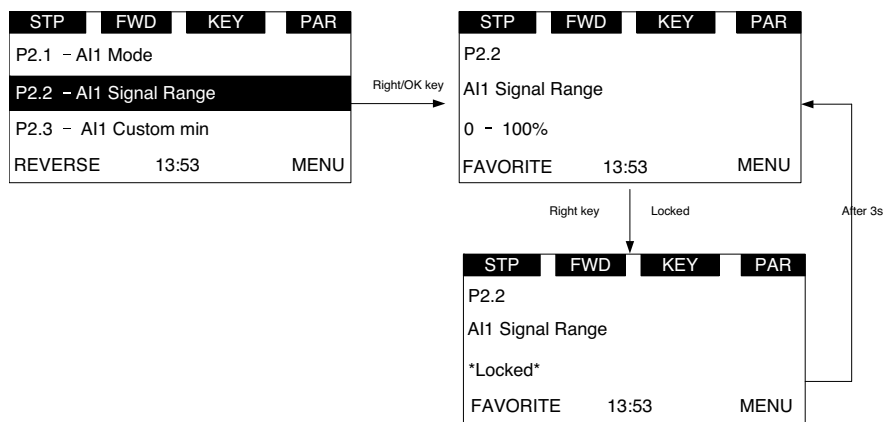 STP FWD KEY PAR
P2.1 - AI1 Mode
P2.2 - AI1 Signal Range
P2.3 - AI1 Custom min
REVERSE 13:53 MENU
Right/OK key
STP FWD KEY PAR
P2.2
AI1 Signal Range
0 - 100%
FAVORITE 13:53 MENU
Right key Locked
After 3s
STP FWD KEY PAR
P2.2
AI1 Signal Range
*Locked*
FAVORITE 13:53 MENU